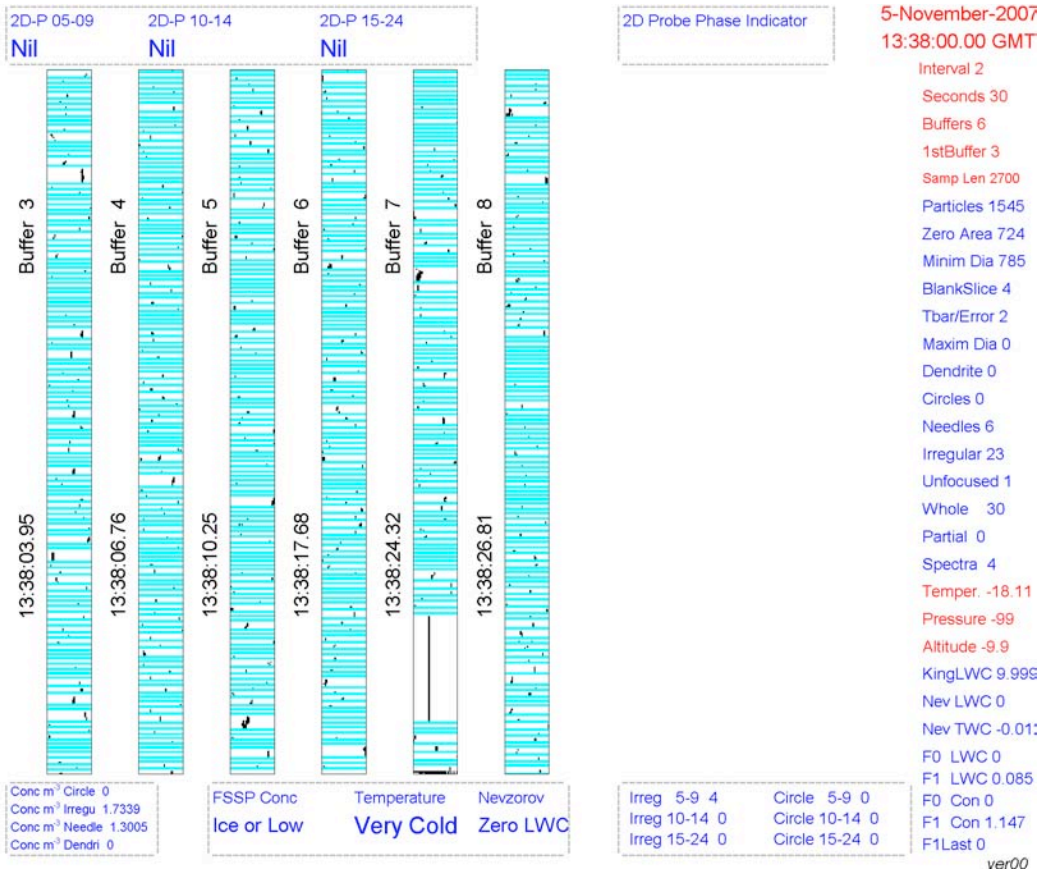 2D-P 05-09 2D-P 10-14 2D-P 15-24
Nil Nil Nil
2D Probe Phase Indicator
5-November-2007
13:38:00.00 GMT
Interval 2
Seconds 30
Buffers 6
1stBuffer 3
Samp Len 2700
Particles 1545
Zero Area 724
Minim Dia 785
BlankSlice 4
Tbar/Error 2
Maxim Dia 0
Dendrite 0
Circles 0
Needles 6
Irregular 23
Unfocused 1
Whole 30
Partial 0
Spectra 4
Temper. -18.11
Pressure -99
Altitude -9.9
KingLWC 9.999
Nev LWC 0
Nev TWC -0.012
F0 LWC 0
F1 LWC 0.085
F0 Con 0
F1 Con 1.147
F1Last 0
ver00
13:38:03.95 Buffer 3
13:38:06.76 Buffer 4
13:38:10.25 Buffer 5
13:38:17.68 Buffer 6
13:38:24.32 Buffer 7
13:38:26.81 Buffer 8
Conc m-3 Circle 0
Conc m-3 Irregu 1.7339
Conc m-3 Needle 1.3005
Conc m-3 Dendri 0
FSSP Conc Temperature Nevzorov
Ice or Low Very Cold Zero LWC
Irreg 5-9 4 Circle 5-9 0
Irreg 10-14 0 Circle 10-14 0
Irreg 15-24 0 Circle 15-24 0